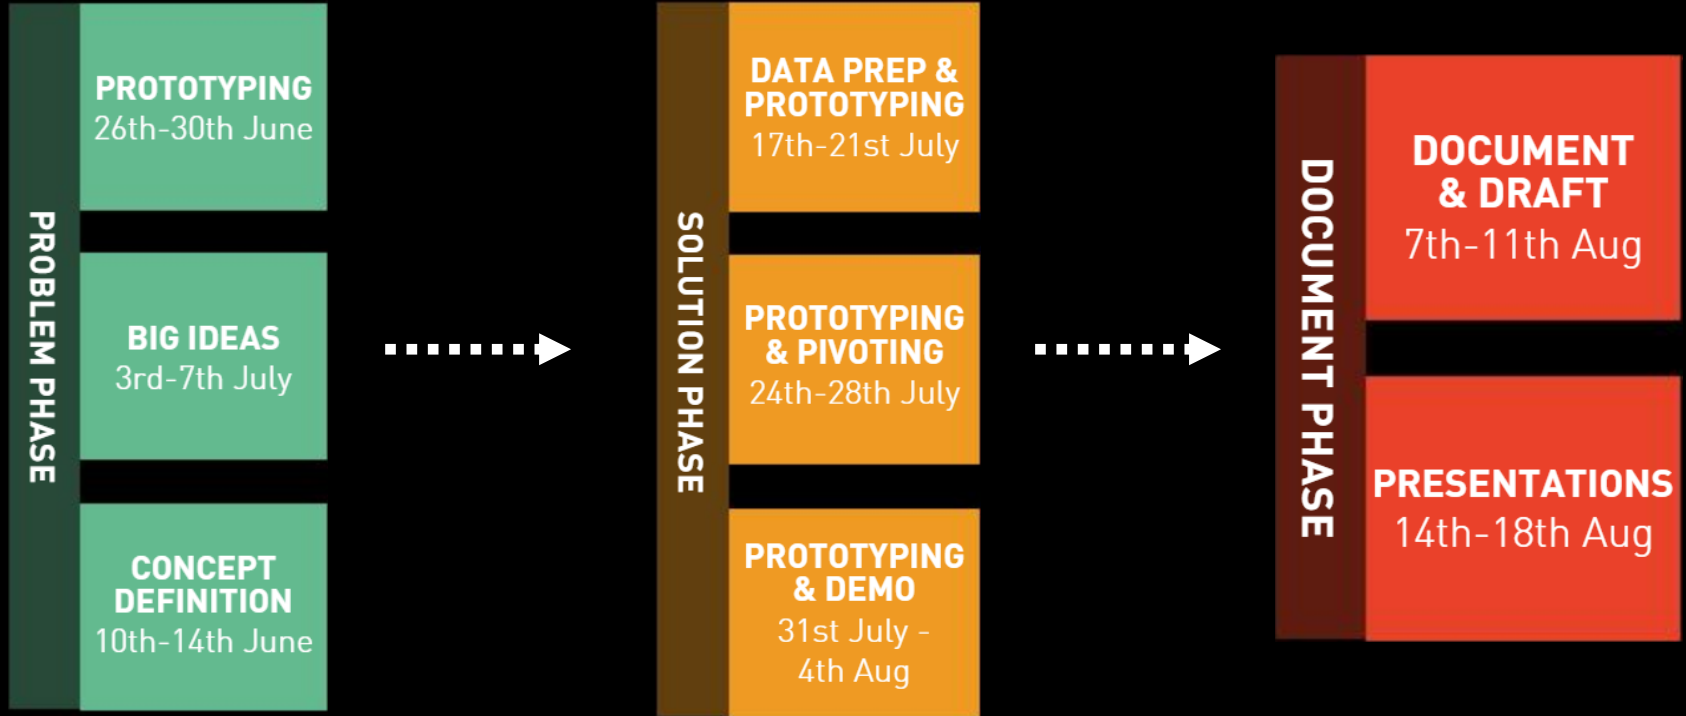 PROBLEM PHASE
PROTOTYPING
26th-30th June
BIG IDEAS
3rd-7th July
CONCEPT
DEFINITION
10th-14th June
SOLUTION PHASE
DATA PREP &
PROTOTYPING
17th-21st July
PROTOTYPING
& PIVOTING
24th-28th July
PROTOTYPING
& DEMO
31st July -
4th Aug
DOCUMENT PHASE
DOCUMENT
& DRAFT
7th-11th Aug
PRESENTATIONS
14th-18th Aug